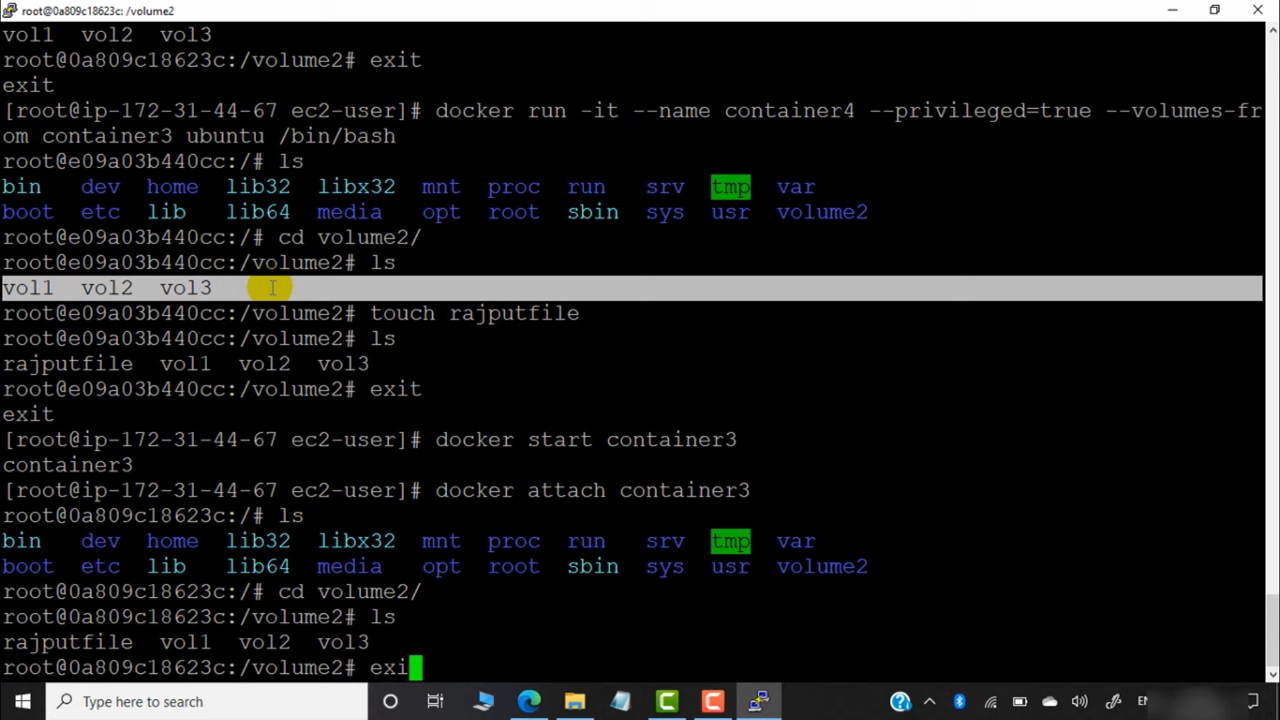 root@0a809c18623c: /volume2
vol1 vol2 vol3
root@0a809c18623c:/volume2# exit
exit
[root@ip-172-31-44-67 ec2-user]# docker run -it --name container4 --privileged=true --volumes-fr
om container3 ubuntu /bin/bash
root@e09a03b440cc:/# ls
bin dev home lib32 libx32 mnt proc run srv tmp var
boot etc lib lib64 media opt root sbin sys usr volume2
root@e09a03b440cc:/# cd volume2/
root@e09a03b440cc:/volume2# ls
vol1 vol2 vol3
root@e09a03b440cc:/volume2# touch rajputfile
root@e09a03b440cc:/volume2# ls
rajputfile vol1 vol2 vol3
root@e09a03b440cc:/volume2# exit
exit
[root@ip-172-31-44-67 ec2-user]# docker start container3
container3
[root@ip-172-31-44-67 ec2-user]# docker attach container3
root@0a809c18623c:/# ls
bin dev home lib32 libx32 mnt proc run srv tmp var
boot etc lib lib64 media opt root sbin sys usr volume2
root@0a809c18623c:/# cd volume2/
root@0a809c18623c:/volume2# ls
rajputfile vol1 vol2 vol3
root@0a809c18623c:/volume2# exi
Type here to search